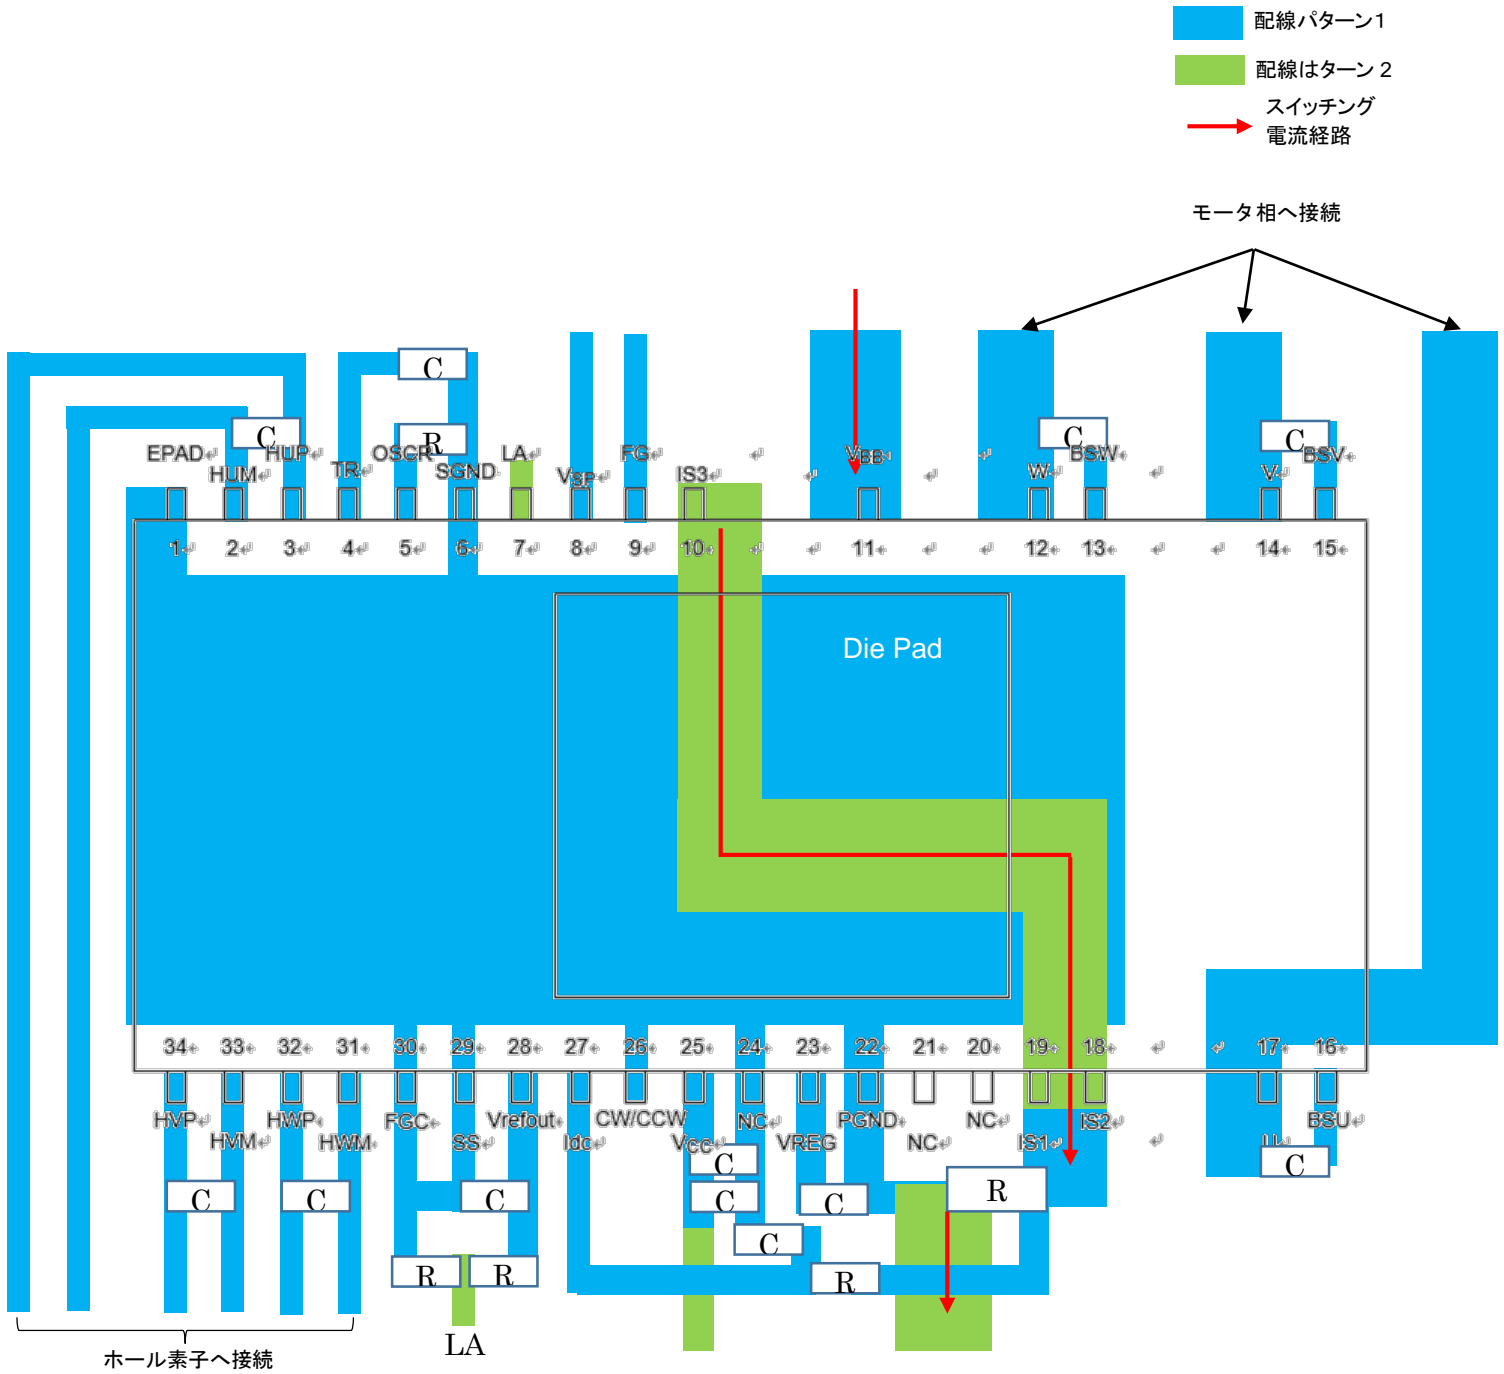 配線パターン1
配線はターン 2
スイッチング
電流経路
モータ相へ接続
C
C
R
C
C
EPAD
HUM
HUP
TR
OSCR
SGND
LA
VSP
FG
IS3
VBB
W
BSW
V
BSV
1 2 3 4 5 6 7 8 9 10 11 12 13 14 15
Die Pad
34 33 32 31 30 29 28 27 26 25 24 23 22 21 20 19 18 17 16
HVP
HVM
HWP
HWM
FGC
SS
Vrefout
Idc
CW/CCW
VCC
NC
VREG
PGND
NC
NC
IS1
IS2
U
BSU
C
C
C
C
C
C
C
R
C
R
R
R
LA
ホール素子へ接続